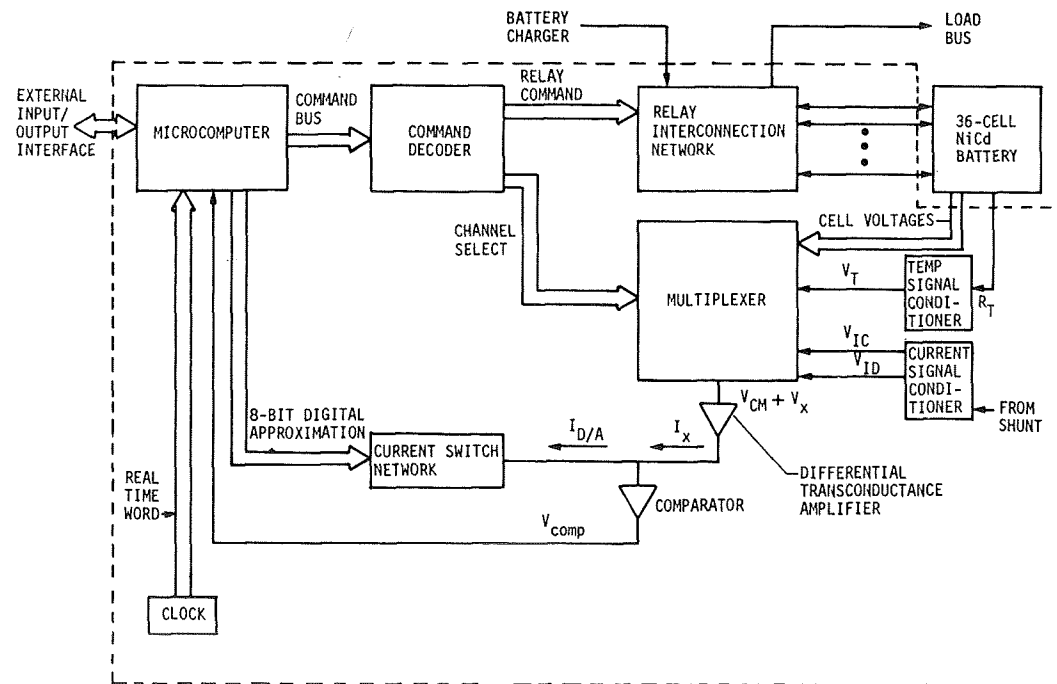 BATTERY
CHARGER
LOAD
BUS
EXTERNAL
INPUT/
OUTPUT
INTERFACE
MICROCOMPUTER
COMMAND
BUS
COMMAND
DECODER
RELAY
COMMAND
RELAY
INTERCONNECTION
NETWORK
36-CELL
NiCd
BATTERY
CELL VOLTAGES
CHANNEL
SELECT
MULTIPLEXER
V_T
TEMP
SIGNAL
CONDI-
TIONER
R_T
V_IC
V_ID
CURRENT
SIGNAL
CONDI-
TIONER
FROM
SHUNT
V_CM + V_x
8-BIT DIGITAL
APPROXIMATION
CURRENT SWITCH
NETWORK
I_D/A
I_x
DIFFERENTIAL
TRANSCONDUCTANCE
AMPLIFIER
COMPARATOR
V_comp
REAL
TIME
WORD
CLOCK